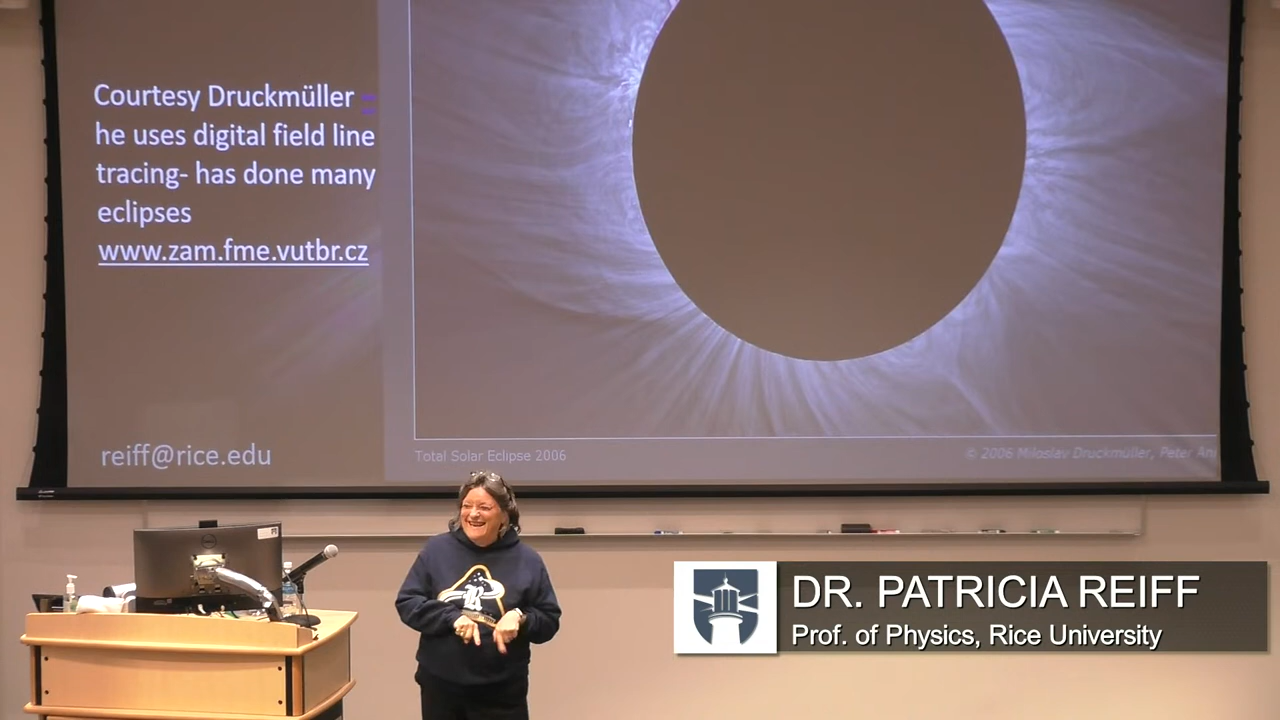 Courtesy Druckmüller -
he uses digital field line
tracing- has done many
eclipses
www.zam.fme.vutbr.cz
reiff@rice.edu
Total Solar Eclipse 2006
© 2006 Miloslav Druckmüller, Peter
R
DR. PATRICIA REIFF
Prof. of Physics, Rice University